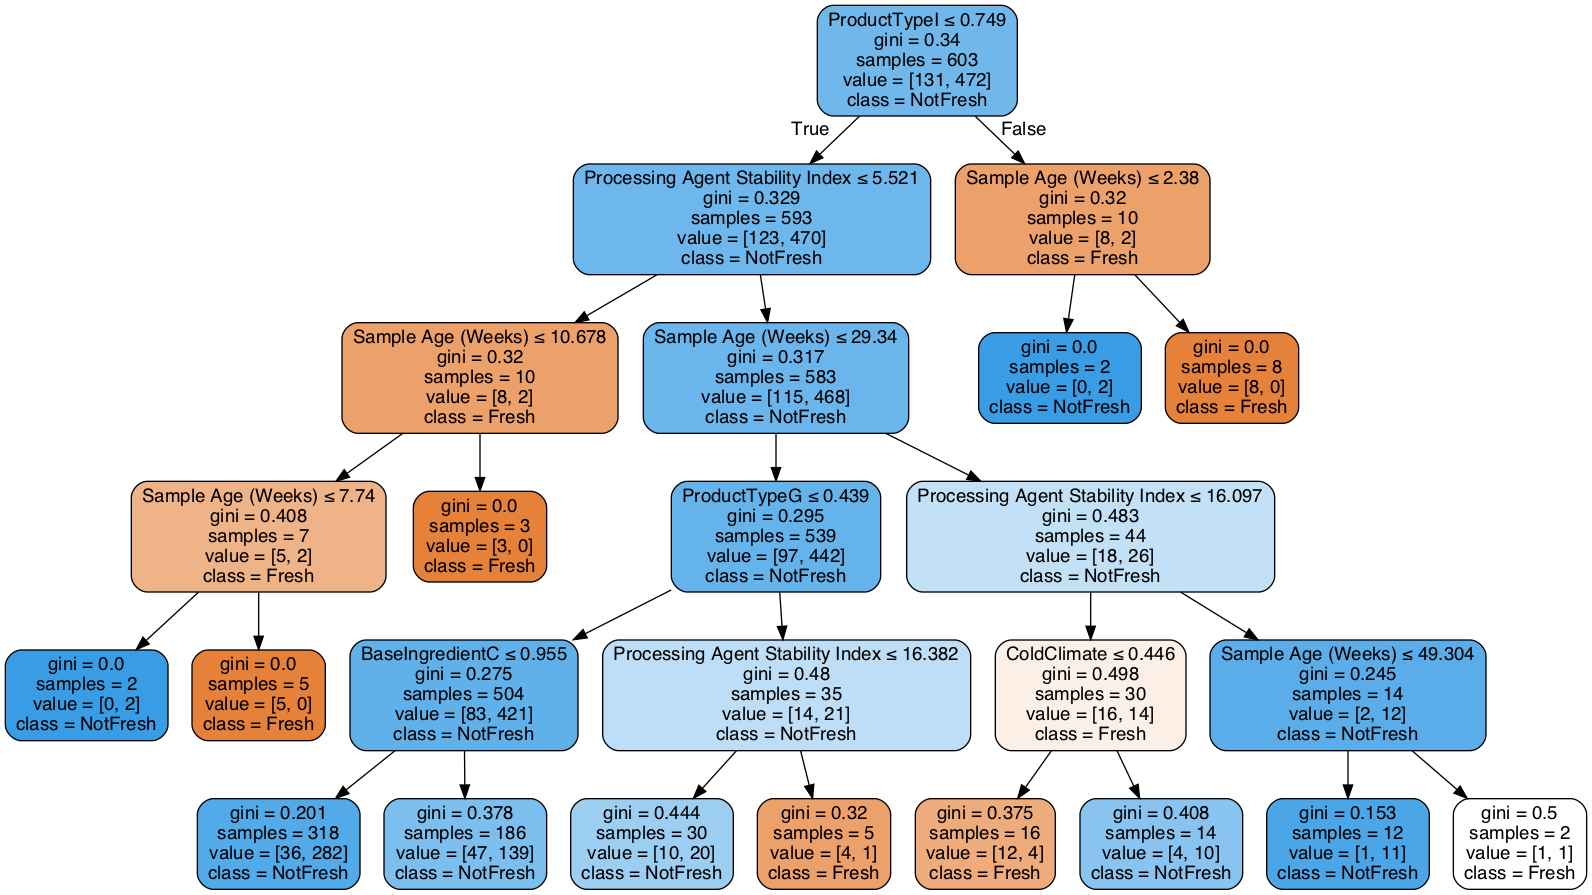 ProductTypeI ≤ 0.749
gini = 0.34
samples = 603
value = [131, 472]
class = NotFresh
True
False
Processing Agent Stability Index ≤ 5.521
gini = 0.329
samples = 593
value = [123, 470]
class = NotFresh
Sample Age (Weeks) ≤ 2.38
gini = 0.32
samples = 10
value = [8, 2]
class = Fresh
Sample Age (Weeks) ≤ 10.678
gini = 0.32
samples = 10
value = [8, 2]
class = Fresh
Sample Age (Weeks) ≤ 29.34
gini = 0.317
samples = 583
value = [115, 468]
class = NotFresh
gini = 0.0
samples = 2
value = [0, 2]
class = NotFresh
gini = 0.0
samples = 8
value = [8, 0]
class = Fresh
Sample Age (Weeks) ≤ 7.74
gini = 0.408
samples = 7
value = [5, 2]
class = Fresh
gini = 0.0
samples = 3
value = [3, 0]
class = Fresh
ProductTypeG ≤ 0.439
gini = 0.295
samples = 539
value = [97, 442]
class = NotFresh
Processing Agent Stability Index ≤ 16.097
gini = 0.483
samples = 44
value = [18, 26]
class = NotFresh
gini = 0.0
samples = 2
value = [0, 2]
class = NotFresh
gini = 0.0
samples = 5
value = [5, 0]
class = Fresh
BaseIngredientC ≤ 0.955
gini = 0.275
samples = 504
value = [83, 421]
class = NotFresh
Processing Agent Stability Index ≤ 16.382
gini = 0.48
samples = 35
value = [14, 21]
class = NotFresh
ColdClimate ≤ 0.446
gini = 0.498
samples = 30
value = [16, 14]
class = Fresh
Sample Age (Weeks) ≤ 49.304
gini = 0.245
samples = 14
value = [2, 12]
class = NotFresh
gini = 0.201
samples = 318
value = [36, 282]
class = NotFresh
gini = 0.378
samples = 186
value = [47, 139]
class = NotFresh
gini = 0.444
samples = 30
value = [10, 20]
class = NotFresh
gini = 0.32
samples = 5
value = [4, 1]
class = Fresh
gini = 0.375
samples = 16
value = [12, 4]
class = Fresh
gini = 0.408
samples = 14
value = [4, 10]
class = NotFresh
gini = 0.153
samples = 12
value = [1, 11]
class = NotFresh
gini = 0.5
samples = 2
value = [1, 1]
class = Fresh